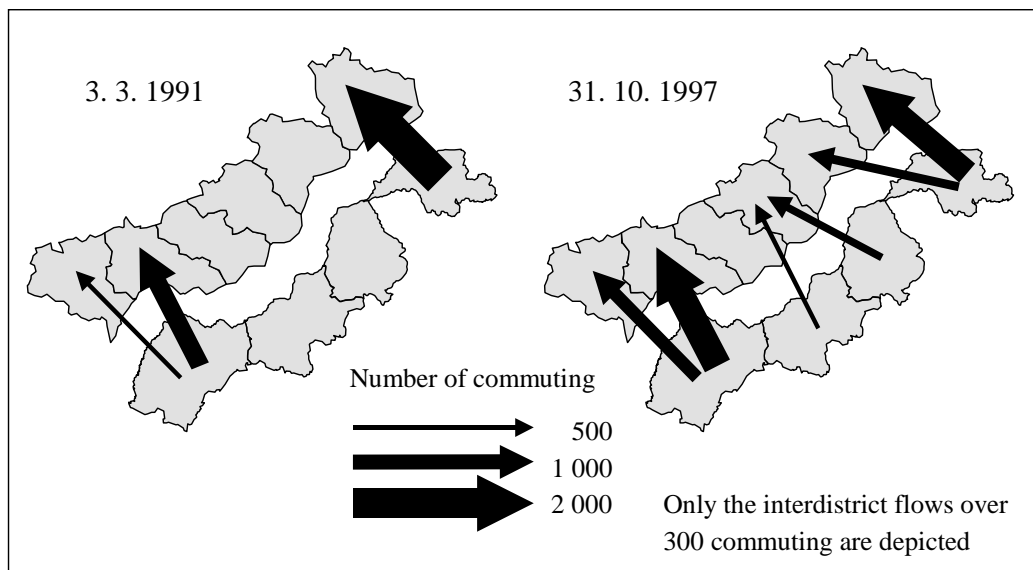 3. 3. 1991
31. 10. 1997
Number of commuting
500
1 000
2 000
Only the interdistrict flows over
300 commuting are depicted